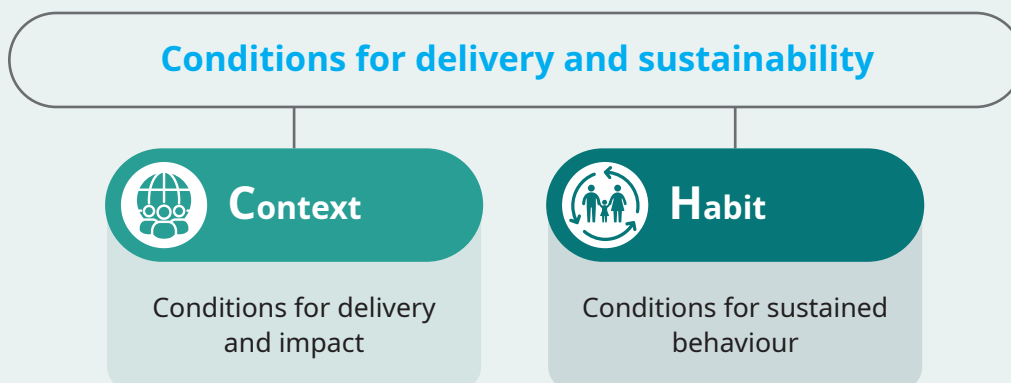 Conditions for delivery and sustainability
Context
Habit
Conditions for delivery
and impact
Conditions for sustained
behaviour